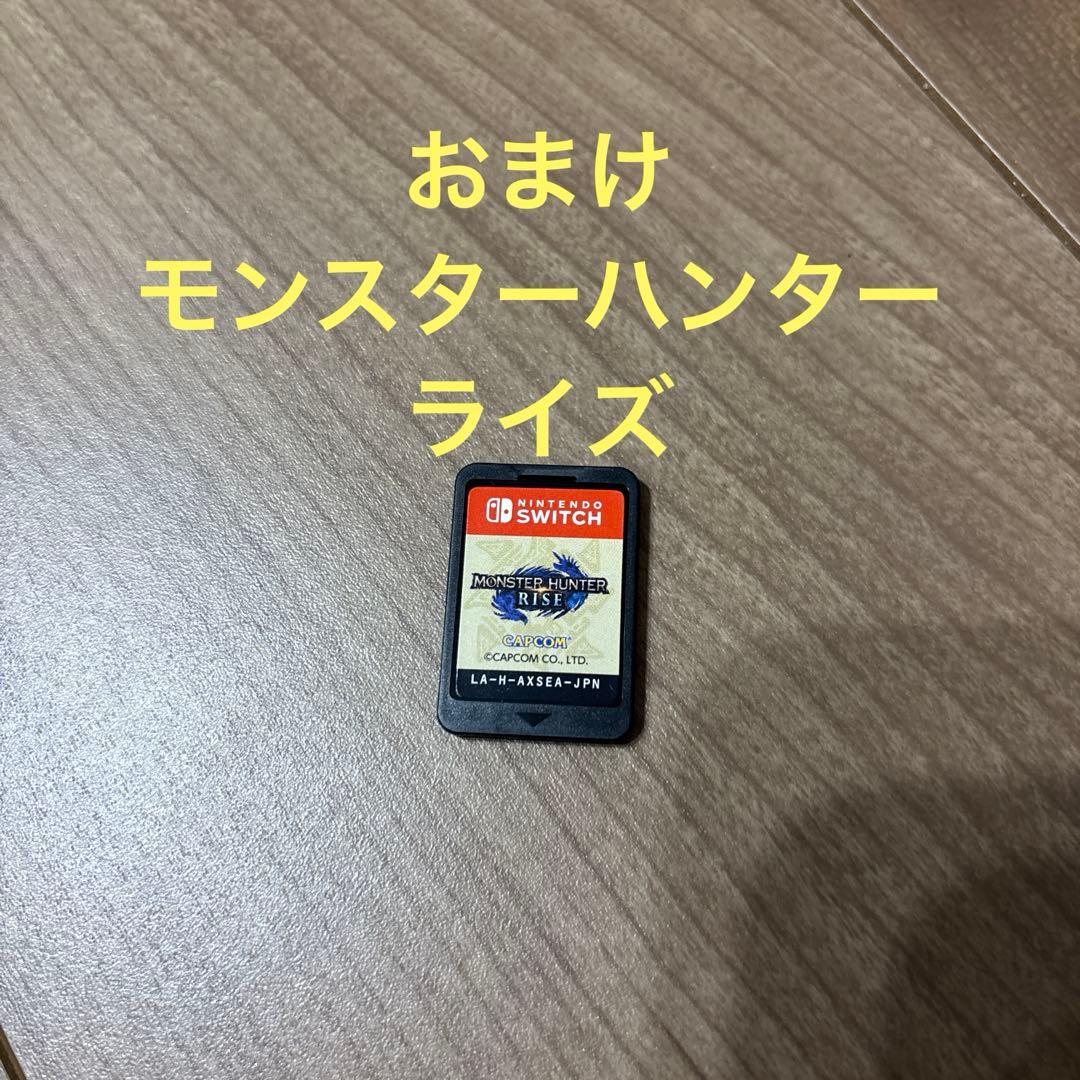 おまけ
モンスターハンター
ライズ
NINTENDO
SWITCH
MONSTER HUNTER
RISE
CAPCOM
©CAPCOM CO., LTD.
LA-H-AXSEA-JPN